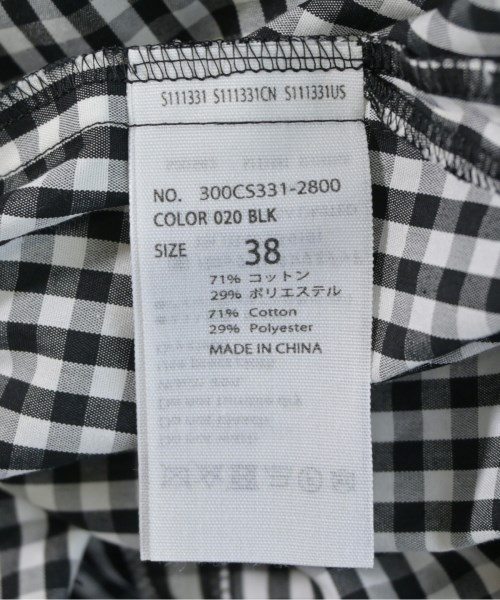 S111331 S111331CN S111331US
NO. 300CS331-2800
COLOR 020 BLK
SIZE 38
71% コットン
29% ポリエステル
71% Cotton
29% Polyester
MADE IN CHINA